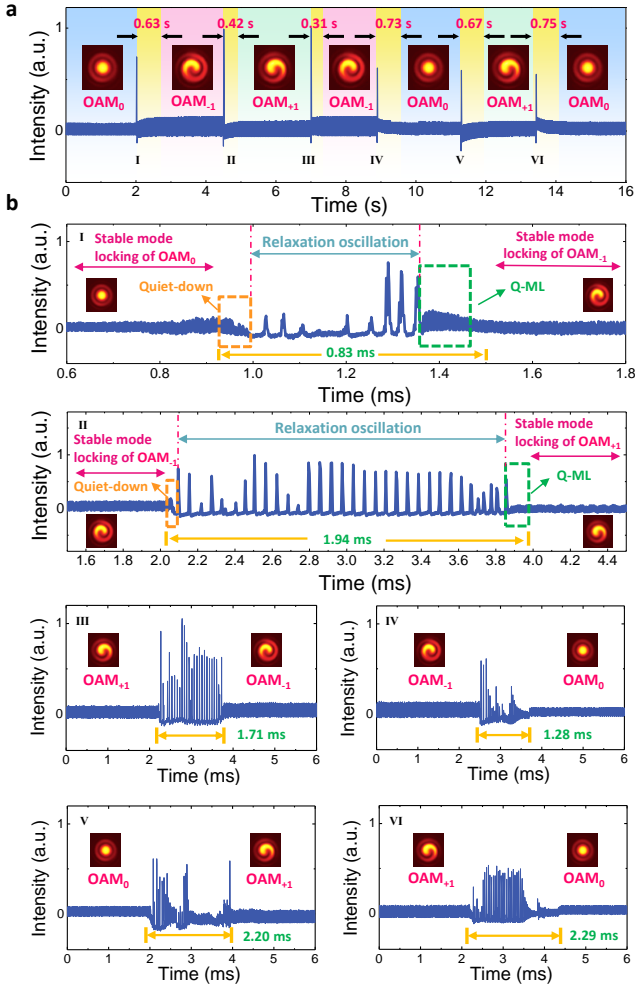 a
0.63 s 0.42 s 0.31 s 0.73 s 0.67 s 0.75 s
1
0
Intensity (a.u.)
OAM0 OAM-1 OAM+1 OAM-1 OAM0 OAM+1 OAM0
I II III IV V VI
0 2 4 6 8 10 12 14 16
Time (s)
b
I
Stable mode
locking of OAM0
Relaxation oscillation
Stable mode
locking of OAM-1
Quiet-down
Q-ML
0.83 ms
1
0
Intensity (a.u.)
0.6 0.8 1.0 1.2 1.4 1.6 1.8
Time (ms)
II
Stable mode
locking of OAM-1
Relaxation oscillation
Stable mode
locking of OAM+1
Quiet-down
Q-ML
1.94 ms
1
0
Intensity (a.u.)
1.6 1.8 2.0 2.2 2.4 2.6 2.8 3.0 3.2 3.4 3.6 3.8 4.0 4.2 4.4
Time (ms)
III
OAM+1 OAM-1
1.71 ms
1
0
Intensity (a.u.)
0 1 2 3 4 5 6
Time (ms)
IV
OAM-1 OAM0
1.28 ms
1
0
Intensity (a.u.)
0 1 2 3 4 5 6
Time (ms)
V
OAM0 OAM+1
2.20 ms
1
0
Intensity (a.u.)
0 1 2 3 4 5 6
Time (ms)
VI
OAM+1 OAM0
2.29 ms
1
0
Intensity (a.u.)
0 1 2 3 4 5 6
Time (ms)